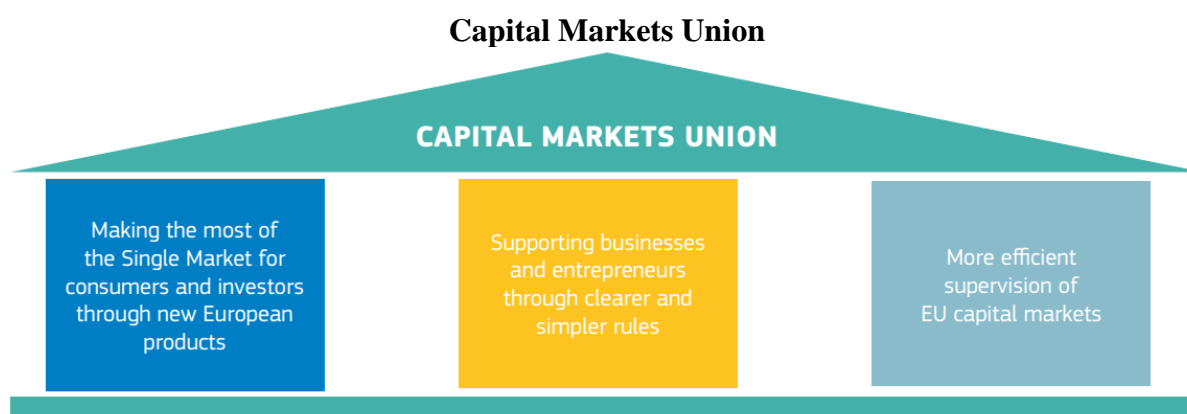 Capital Markets Union
CAPITAL MARKETS UNION
Making the most of
the Single Market for
consumers and investors
through new European
products
Supporting businesses
and entrepreneurs
through clearer and
simpler rules
More efficient
supervision of
EU capital markets